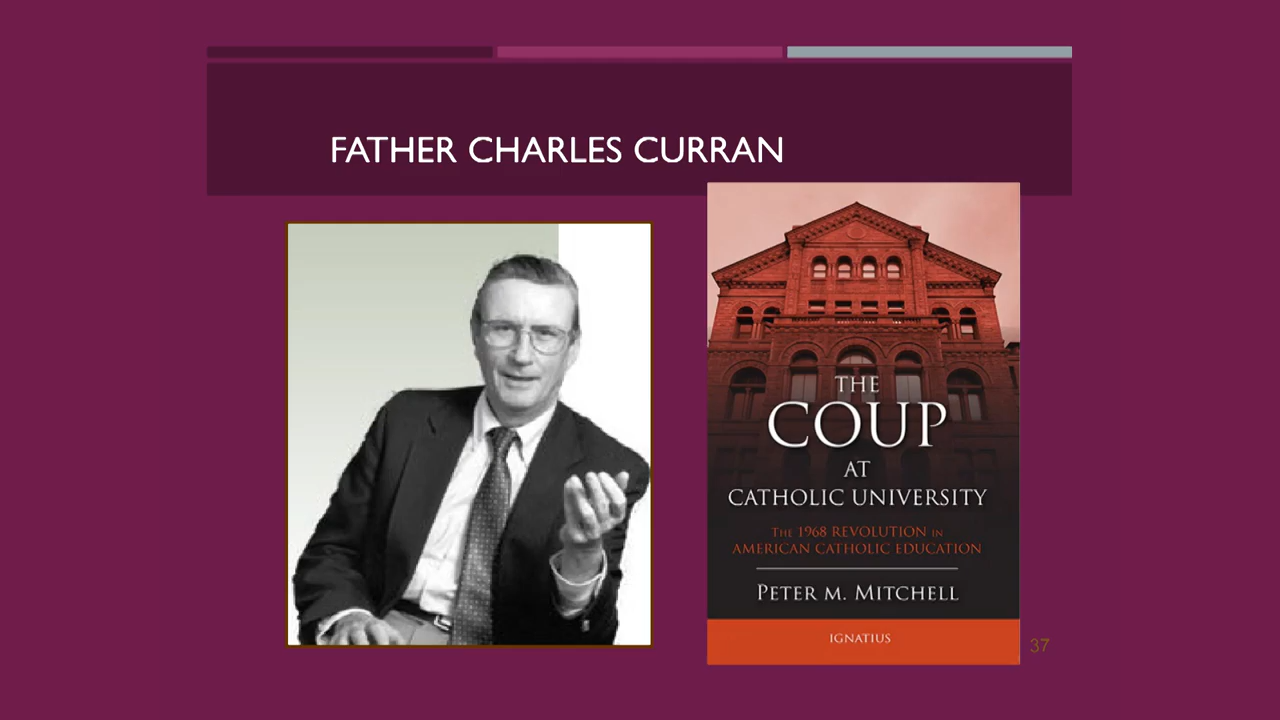 FATHER CHARLES CURRAN
THE
COUP
AT
CATHOLIC UNIVERSITY
THE 1968 REVOLUTION IN
AMERICAN CATHOLIC EDUCATION
PETER M. MITCHELL
IGNATIUS
37